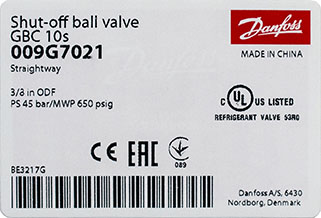 Shut-off ball valve
GBC 10s
009G7021
Straightway
Danfoss
MADE IN CHINA
3/8 in ODF
PS 45 bar/MWP 650 psig
C UL US LISTED
REFRIGERANT VALVE 53RG
CE EAC
089
BE3217G
Danfoss A/S, 6430
Nordborg, Denmark